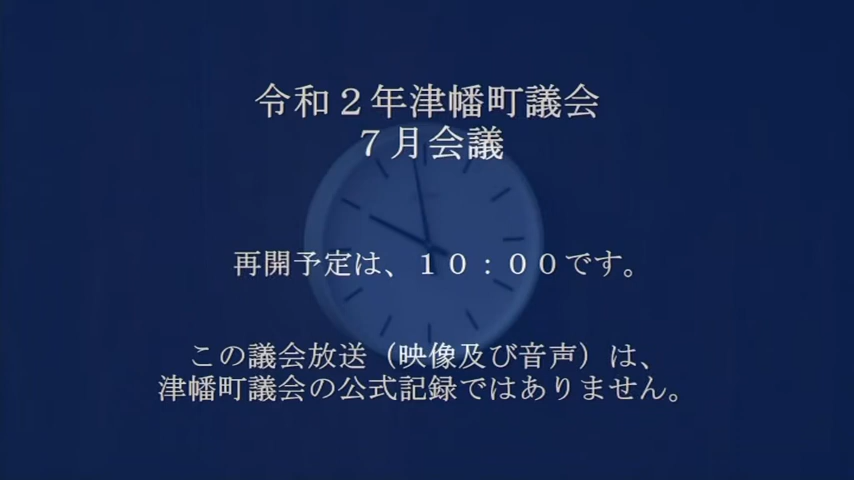 令和２年津幡町議会
７月会議
再開予定は、１０：００です。
この議会放送（映像及び音声）は、
津幡町議会の公式記録ではありません。